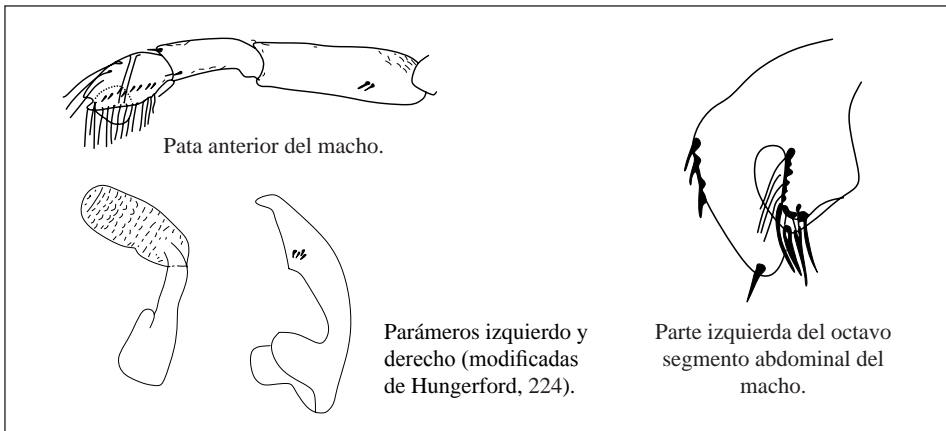 Pata anterior del macho.
Parámeros izquierdo y
derecho (modificadas
de Hungerford, 224).
Parte izquierda del octavo
segmento abdominal del
macho.